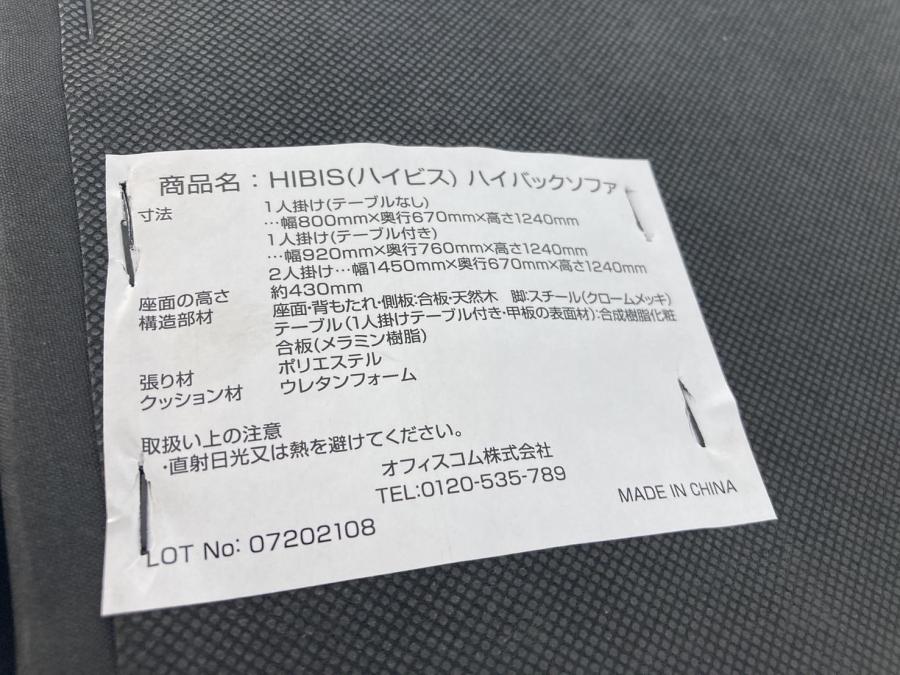 商品名：HIBIS(ハイビス) ハイバックソファ
寸法 1人掛け(テーブルなし)
…幅800mm×奥行670mm×高さ1240mm
1人掛け(テーブル付き)
…幅920mm×奥行760mm×高さ1240mm
2人掛け…幅1450mm×奥行670mm×高さ1240mm
座面の高さ 約430mm
構造部材 座面・背もたれ・側板:合板・天然木 脚:スチール(クロームメッキ)
テーブル(1人掛けテーブル付き・甲板の表面材):合成樹脂化粧
合板(メラミン樹脂)
張り材 ポリエステル
クッション材 ウレタンフォーム
取扱い上の注意
・直射日光又は熱を避けてください。
オフィスコム株式会社
TEL:0120-535-789
MADE IN CHINA
LOT No: 07202108